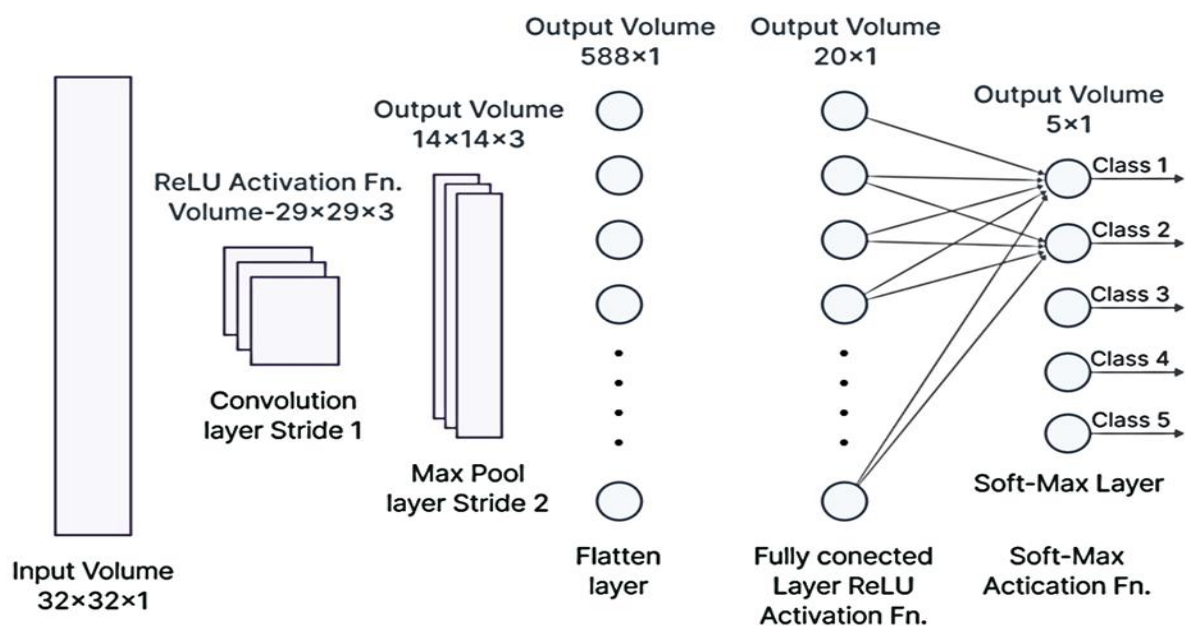 Input Volume
32×32×1
ReLU Activation Fn.
Volume-29×29×3
Convolution
layer Stride 1
Output Volume
14×14×3
Max Pool
layer Stride 2
Output Volume
588×1
Flatten
layer
Output Volume
20×1
Fully conected
Layer ReLU
Activation Fn.
Output Volume
5×1
Class 1
Class 2
Class 3
Class 4
Class 5
Soft-Max Layer
Soft-Max
Actication Fn.